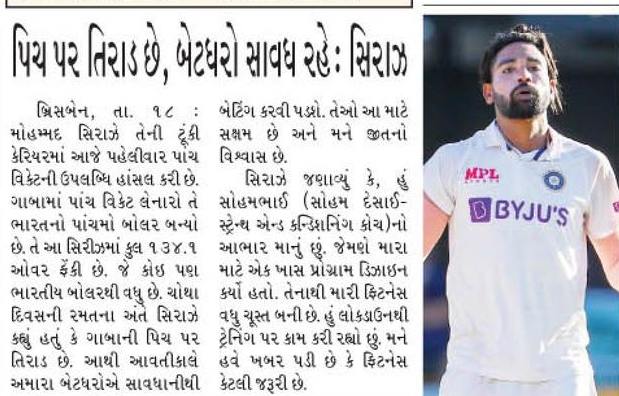 પિચ પર તિરાડ છે, બેટધરો સાવધ રહે : સિરાઝ
બ્રિસબેન, તા. ૧૮ :
મોહમ્મદ સિરાઝે તેની ટૂંકી
કેરિયરમાં આજે પહેલીવાર પાંચ
વિકેટની ઉપલબ્ધિ હાંસલ કરી છે.
ગાબામાં પાંચ વિકેટ લેનારો તે
ભારતનો પાંચમો બોલર બન્યો
છે. તે આ સિરીઝમાં કુલ ૧૩૪.૧
ઓવર ફેંકી છે. જે કોઇ પણ
ભારતીય બોલરથી વધુ છે. ચોથા
દિવસની રમતના અંતે સિરાઝે
કહ્યું હતું કે ગાબાની પિચ પર
તિરાડ છે. આથી આવતીકાલે
અમારા બેટધરોએ સાવધાનીથી
બેટિંગ કરવી પડશે. તેઓ આ માટે
સક્ષમ છે અને મને જીતનો
વિશ્વાસ છે.
સિરાઝે જણાવ્યું કે, હું
સોહમભાઇ (સોહમ દેસાઇ-
સ્ટ્રેન્થ એન્ડ કન્ડિશનિંગ કોચ)નો
આભાર માનું છું. જેમણે મારા
માટે એક ખાસ પ્રોગ્રામ ડિઝાઇન
કર્યો હતો. તેનાથી મારી ફિટનેસ
વધુ ચૂસ્ત બની છે. હું લોકડાઉનથી
ટ્રેનિંગ પર કામ કરી રહ્યો છું. મને
હવે ખબર પડી છે કે ફિટનેસ
કેટલી જરૂરી છે.
MPL
SPORTS
BYJU'S